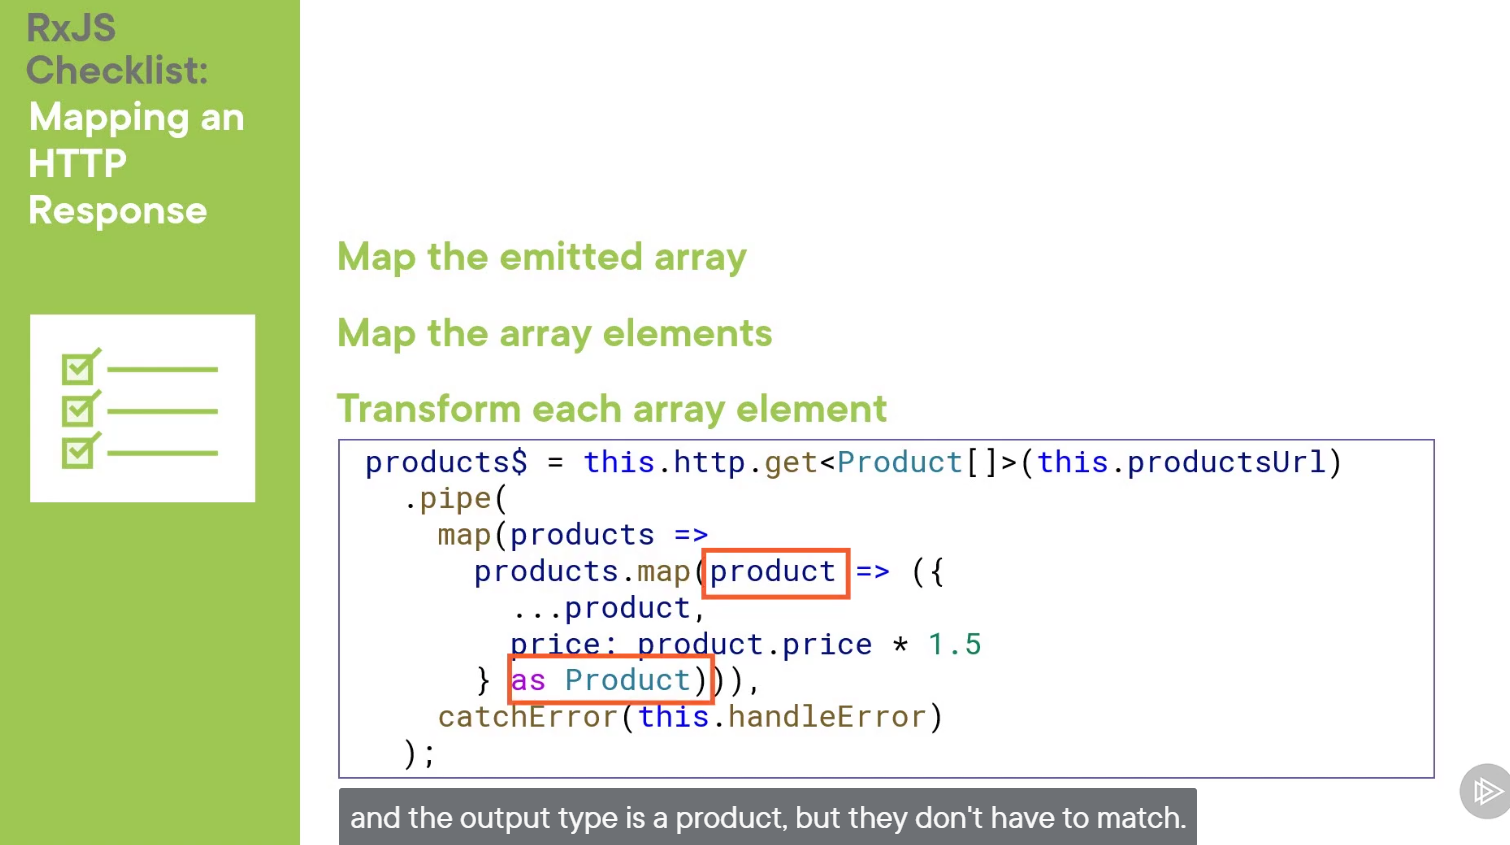 RxJS
Checklist:
Mapping an
HTTP
Response
Map the emitted array
Map the array elements
Transform each array element
products$ = this.http.get<Product[]>(this.productsUrl)
.pipe(
map(products =>
products.map(product => ({
...product,
price: product.price * 1.5
} as Product))),
catchError(this.handleError)
);
and the output type is a product, but they don't have to match.